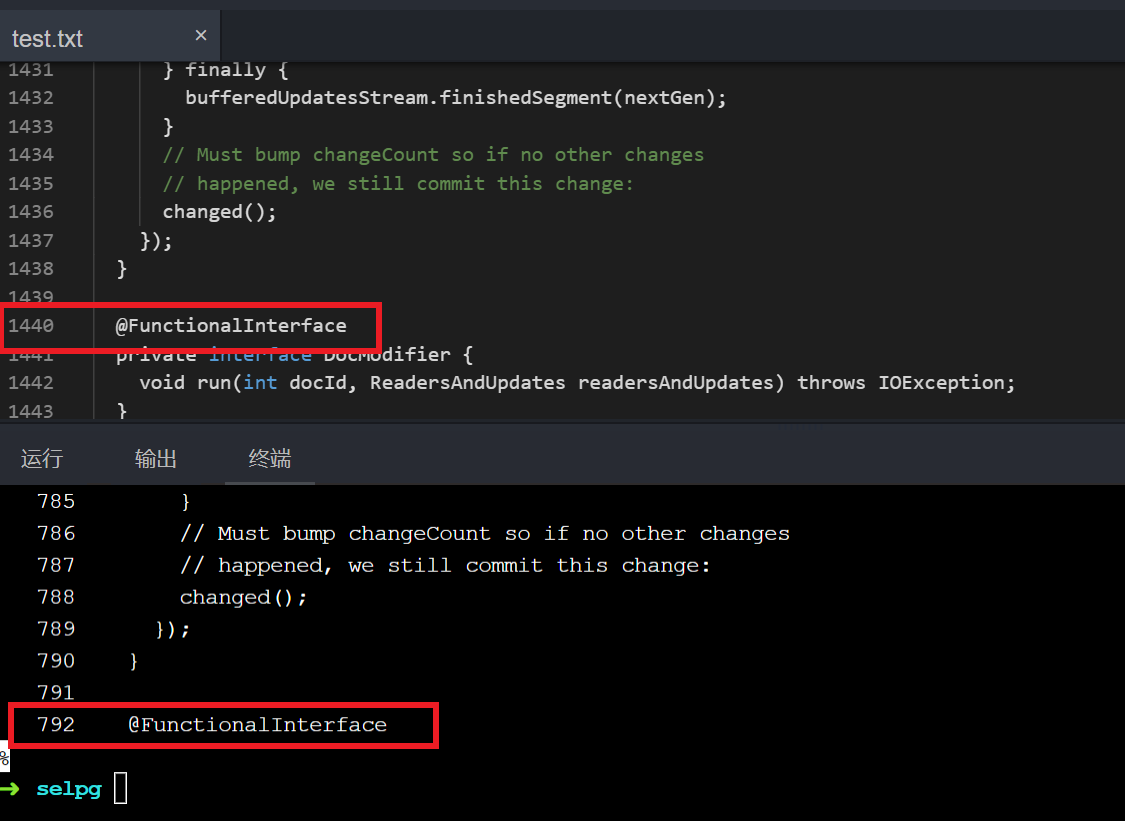 test.txt ×
1431 } finally {
1432 bufferedUpdatesStream.finishedSegment(nextGen);
1433 }
1434 // Must bump changeCount so if no other changes
1435 // happened, we still commit this change:
1436 changed();
1437 });
1438 }
1439
1440 @FunctionalInterface
1441 private interface DocModifier {
1442 void run(int docId, ReadersAndUpdates readersAndUpdates) throws IOException;
1443 }
运行 输出 终端
785 }
786 // Must bump changeCount so if no other changes
787 // happened, we still commit this change:
788 changed();
789 });
790 }
791
792 @FunctionalInterface
%
→ selpg